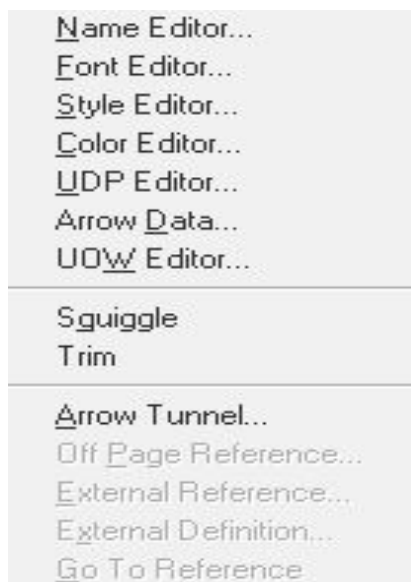 Name Editor...
Font Editor...
Style Editor...
Color Editor...
UDP Editor...
Arrow Data...
UOW Editor...
Sguiggle
Trim
Arrow Tunnel...
Off Page Reference...
External Reference...
External Definition...
Go To Reference